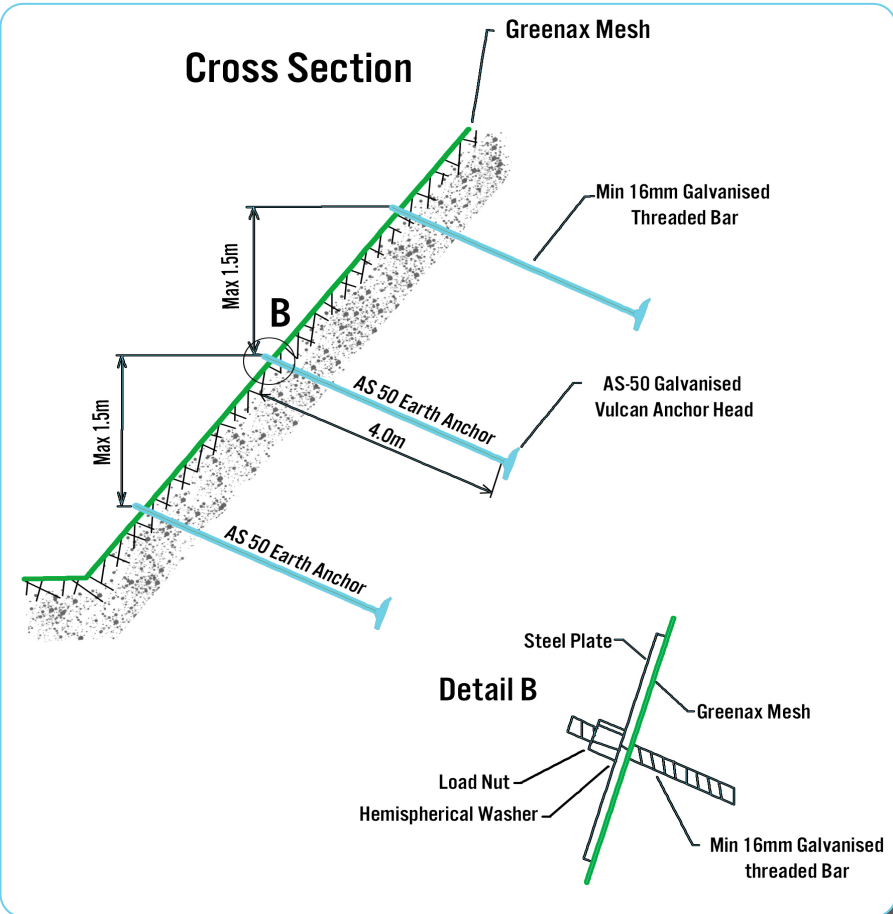 Greenax Mesh
Cross Section
Min 16mm Galvanised
Threaded Bar
Max 1.5m
B
AS-50 Galvanised
Vulcan Anchor Head
AS 50 Earth Anchor
4.0m
Max 1.5m
AS 50 Earth Anchor
Steel Plate
Detail B
Greenax Mesh
Load Nut
Hemispherical Washer
Min 16mm Galvanised
threaded Bar